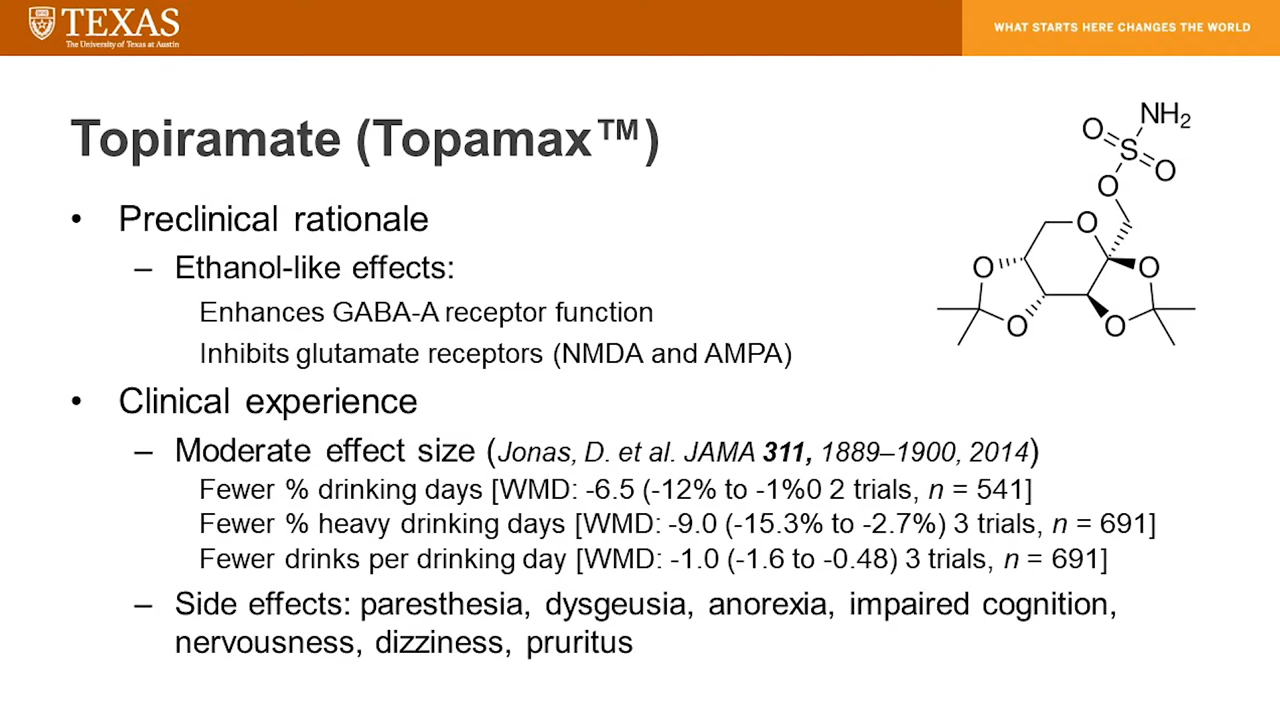 TEXAS
The University of Texas at Austin
WHAT STARTS HERE CHANGES THE WORLD
Topiramate (Topamax™)
NH2
O
S
O
O
O
O
O
O
O
• Preclinical rationale
– Ethanol-like effects:
Enhances GABA-A receptor function
Inhibits glutamate receptors (NMDA and AMPA)
• Clinical experience
– Moderate effect size (Jonas, D. et al. JAMA 311, 1889–1900, 2014)
Fewer % drinking days [WMD: -6.5 (-12% to -1%0 2 trials, n = 541]
Fewer % heavy drinking days [WMD: -9.0 (-15.3% to -2.7%) 3 trials, n = 691]
Fewer drinks per drinking day [WMD: -1.0 (-1.6 to -0.48) 3 trials, n = 691]
– Side effects: paresthesia, dysgeusia, anorexia, impaired cognition,
nervousness, dizziness, pruritus